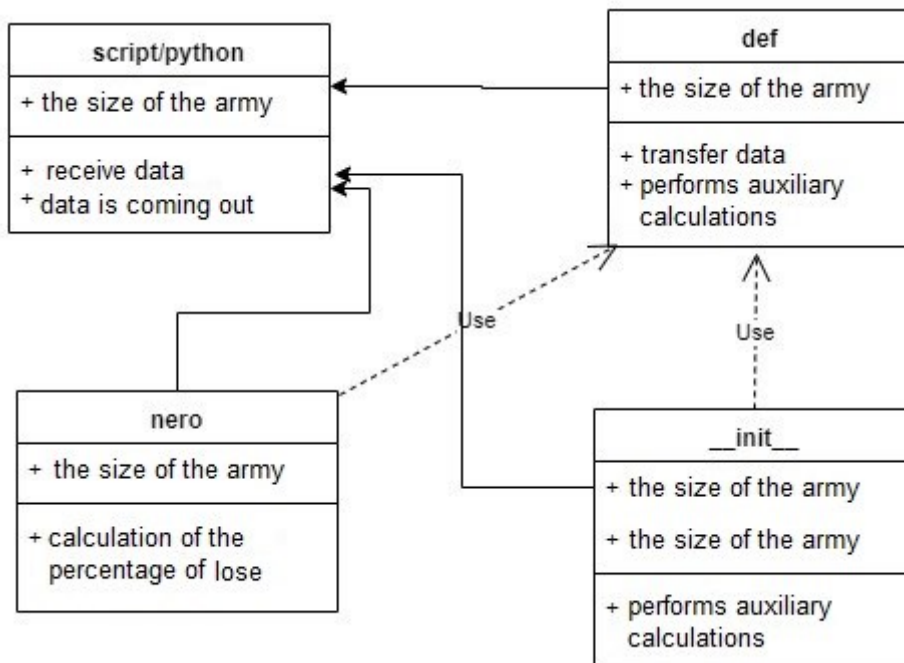 script/python
+ the size of the army
+ receive data
+ data is coming out
def
+ the size of the army
+ transfer data
+ performs auxiliary
calculations
Use
Use
nero
+ the size of the army
+ calculation of the
percentage of lose
__init__
+ the size of the army
+ the size of the army
+ performs auxiliary
calculations